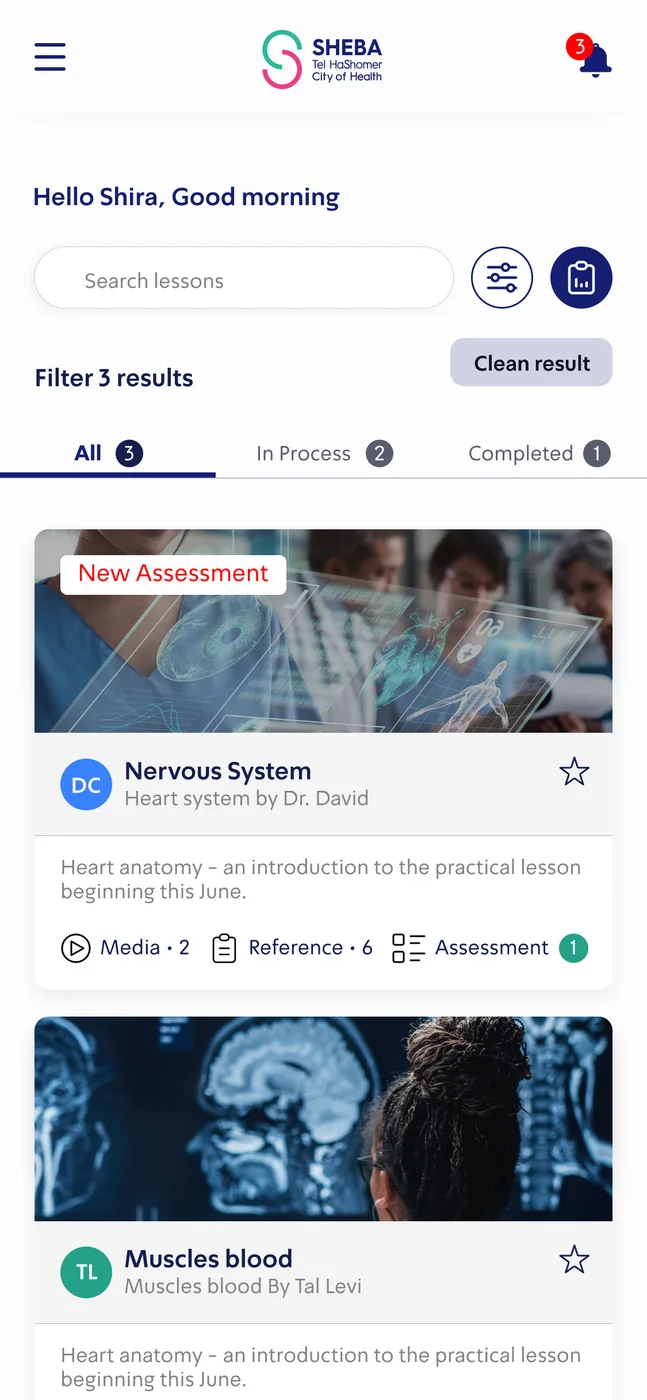 SHEBA
Tel HaShomer
City of Health
3
Hello Shira, Good morning
Search lessons
Filter 3 results
Clean result
All 3
In Process 2
Completed 1
New Assessment
DC
Nervous System
Heart system by Dr. David
Heart anatomy - an introduction to the practical lesson
beginning this June.
Media • 2
Reference • 6
Assessment 1
TL
Muscles blood
Muscles blood By Tal Levi
Heart anatomy - an introduction to the practical lesson
beginning this June.